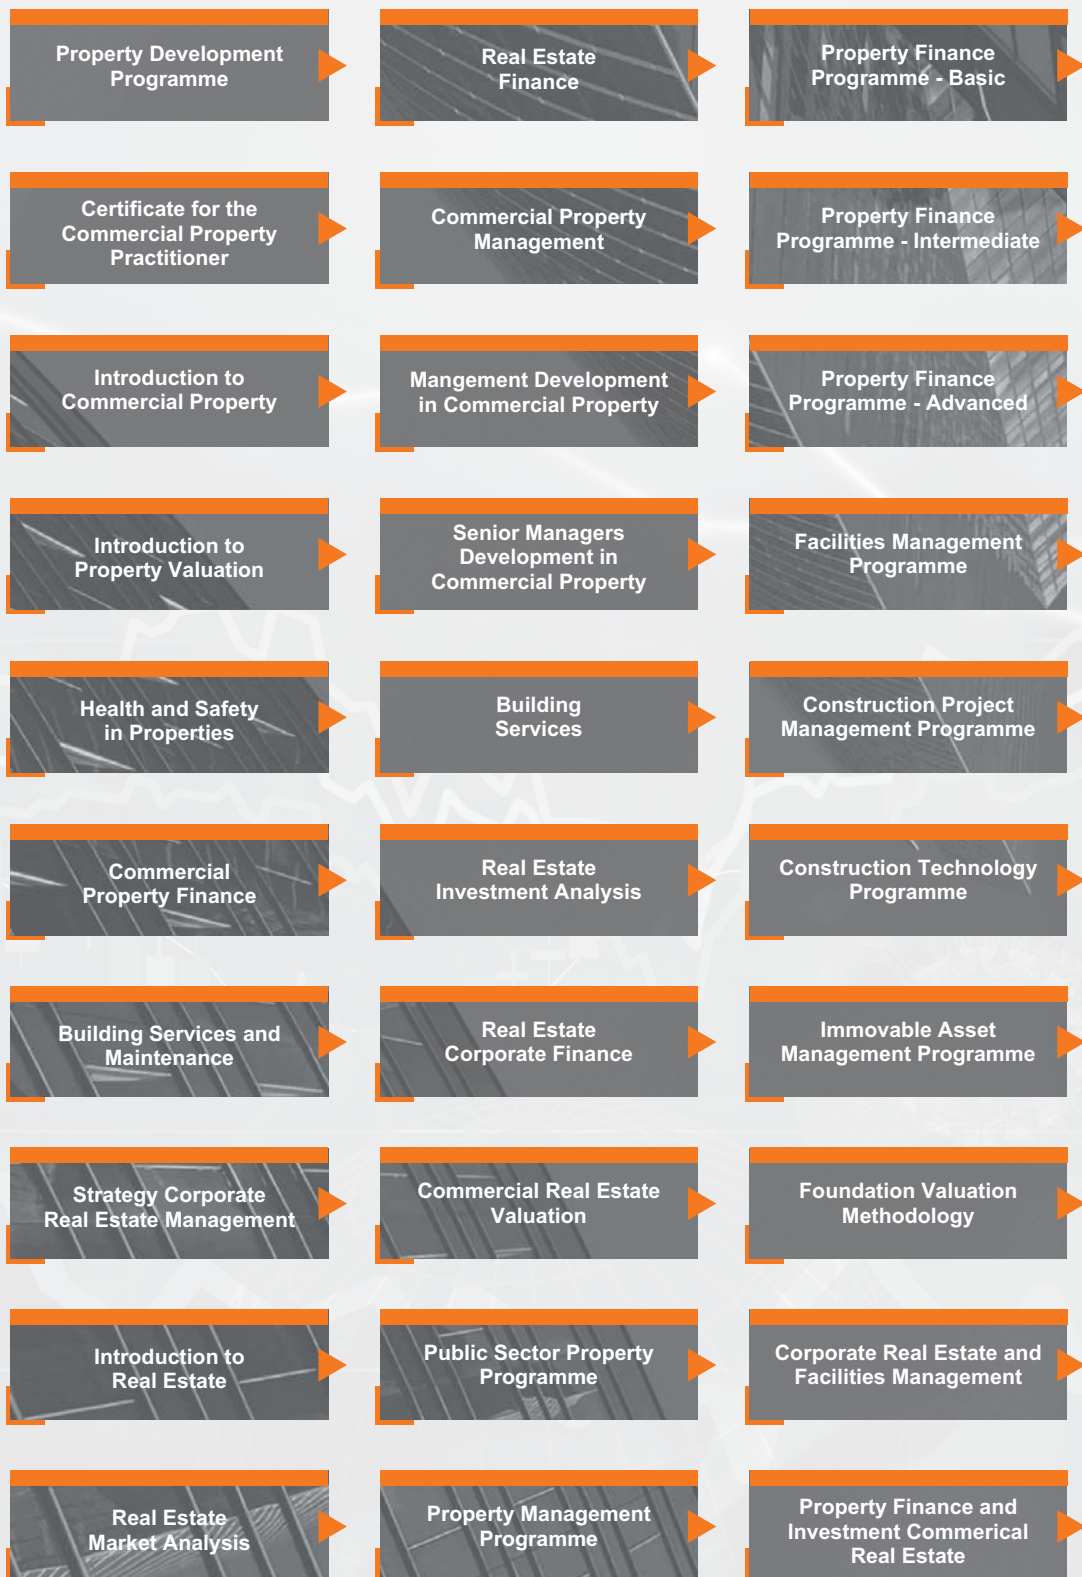 Property Development
Programme
Real Estate
Finance
Property Finance
Programme - Basic
Certificate for the
Commercial Property
Practitioner
Commercial Property
Management
Property Finance
Programme - Intermediate
Introduction to
Commercial Property
Mangement Development
in Commercial Property
Property Finance
Programme - Advanced
Introduction to
Property Valuation
Senior Managers
Development in
Commercial Property
Facilities Management
Programme
Health and Safety
in Properties
Building
Services
Construction Project
Management Programme
Commercial
Property Finance
Real Estate
Investment Analysis
Construction Technology
Programme
Building Services and
Maintenance
Real Estate
Corporate Finance
Immovable Asset
Management Programme
Strategy Corporate
Real Estate Management
Commercial Real Estate
Valuation
Foundation Valuation
Methodology
Introduction to
Real Estate
Public Sector Property
Programme
Corporate Real Estate and
Facilities Management
Real Estate
Market Analysis
Property Management
Programme
Property Finance and
Investment Commerical
Real Estate